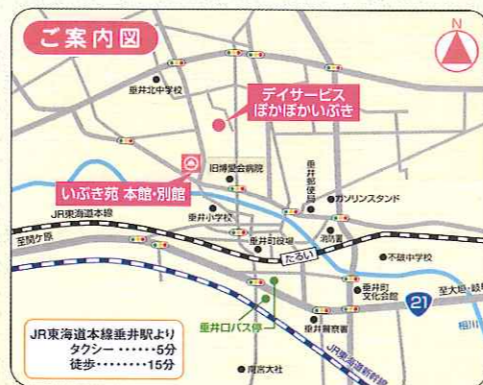 ご案内図
N
垂井北中学校
デイサービス
ぽかぽかいぶき
旧博愛会病院
垂井郵便局
ガソリンスタンド
いぶき苑 本館・別館
垂井小学校
JR東海道本線
至関ケ原
垂井町役場
消防署
たるい
不破中学校
垂井町
文化会館
至大垣・岐阜
21
相川
垂井口バス停
垂井警察署
JR東海道新幹線
南宮大社
JR東海道本線垂井駅より
タクシー ‥‥‥5分
徒歩‥‥‥‥15分